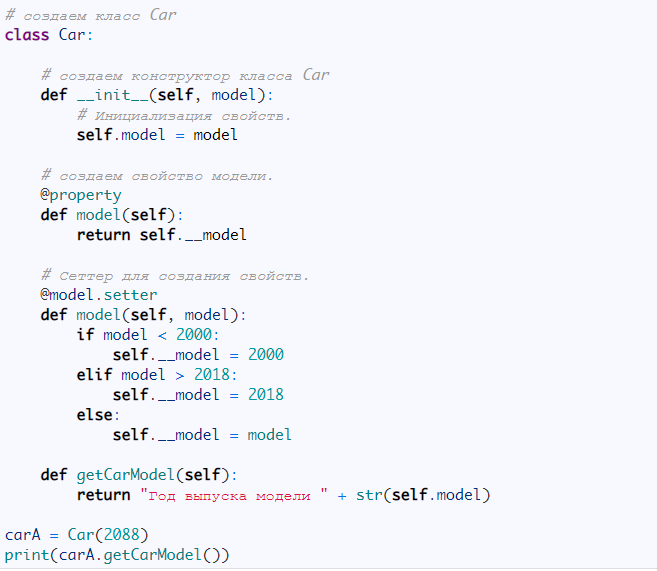 # создаем класс Car
class Car:
    # создаем конструктор класса Car
    def __init__(self, model):
        # Инициализация свойств.
        self.model = model
    # создаем свойство модели.
    @property
    def model(self):
        return self.__model
    # Сеттер для создания свойств.
    @model.setter
    def model(self, model):
        if model < 2000:
            self.__model = 2000
        elif model > 2018:
            self.__model = 2018
        else:
            self.__model = model
    def getCarModel(self):
        return "Год выпуска модели " + str(self.model)
carA = Car(2088)
print(carA.getCarModel())